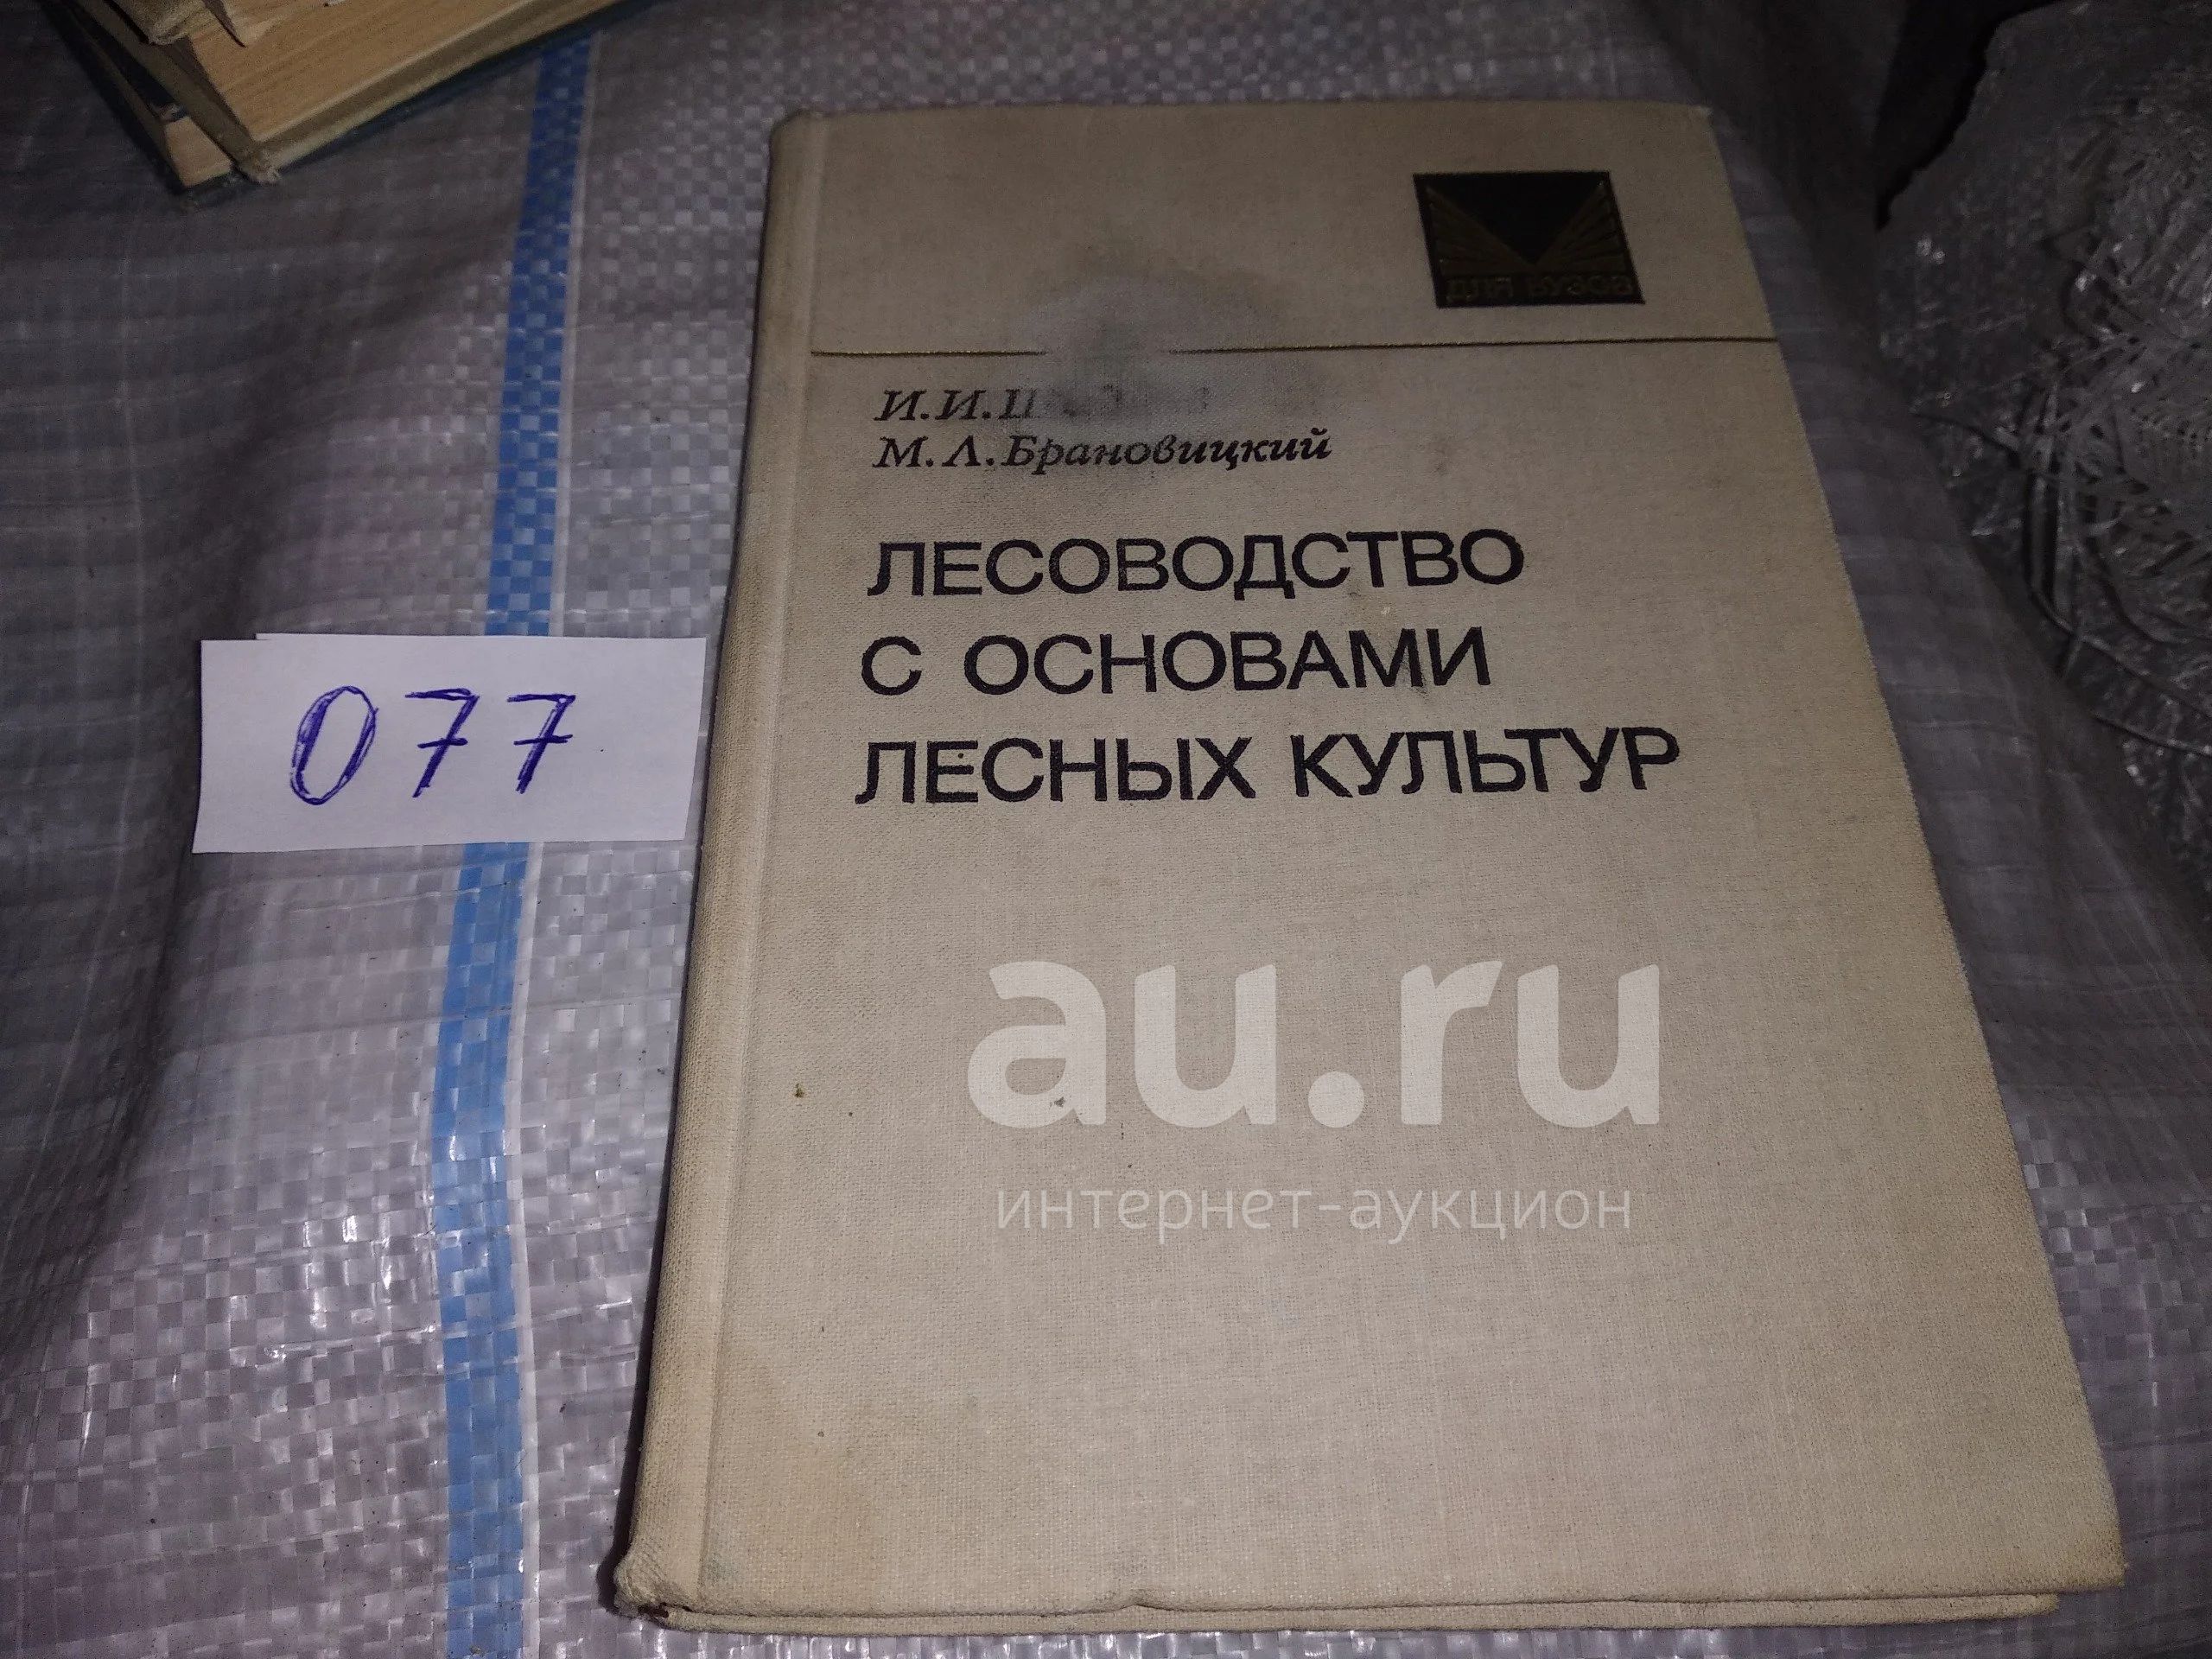 ДЛЯ ВУЗОВ
И.И.
М.Л.Брановицкий
ЛЕСОВОДСТВО
С ОСНОВАМИ
ЛЕСНЫХ КУЛЬТУР
077
au.ru
интернет-аукцион